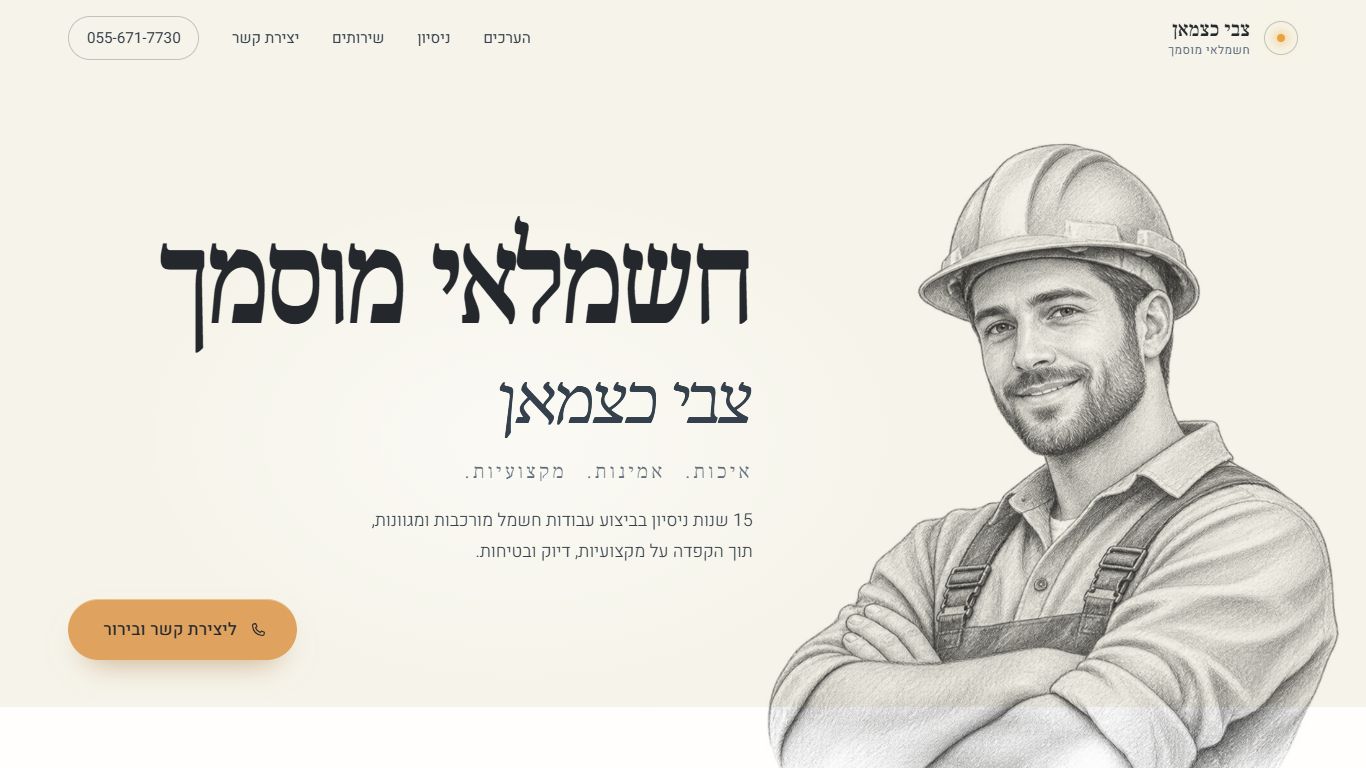 צבי כצמאן
חשמלאי מוסמך
הערכים
ניסיון
שירותים
יצירת קשר
055-671-7730
חשמלאי מוסמך
צבי כצמאן
איכות. אמינות. מקצועיות.
15 שנות ניסיון בביצוע עבודות חשמל מורכבות ומגוונות,
תוך הקפדה על מקצועיות, דיוק ובטיחות.
ליצירת קשר ובירור